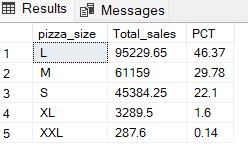 Results Messages
pizza_size Total_sales PCT
1 L 95229.65 46.37
2 M 61159 29.78
3 S 45384.25 22.1
4 XL 3289.5 1.6
5 XXL 287.6 0.14